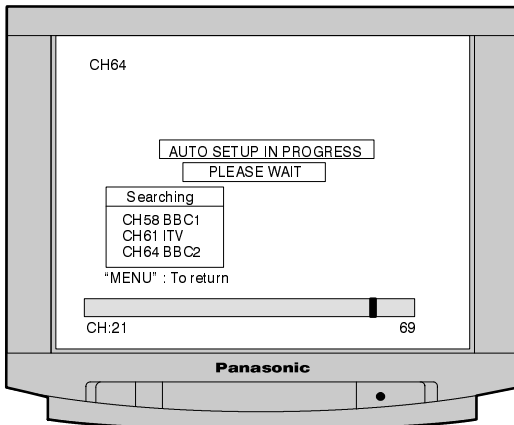 CH64
AUTO SETUP IN PROGRESS
PLEASE WAIT
Searching
CH58 BBC1
CH61 ITV
CH64 BBC2
“MENU” : To return
CH:21 69
Panasonic